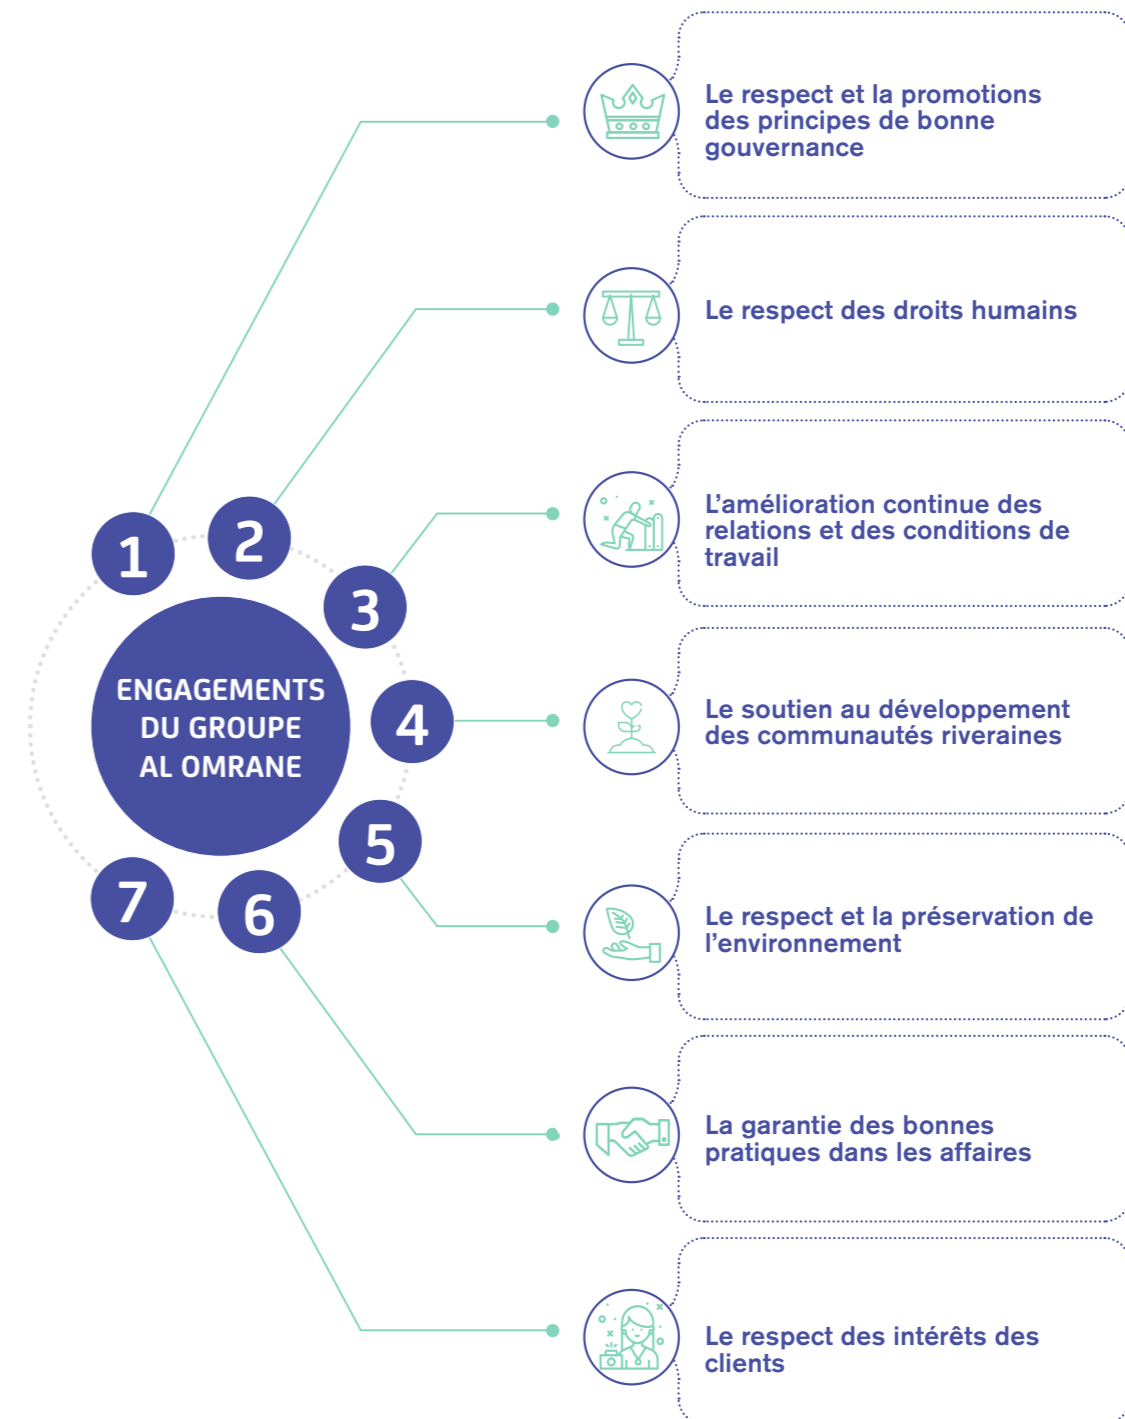 ENGAGEMENTS
DU GROUPE
AL OMRANE
1
Le respect et la promotions
des principes de bonne
gouvernance
2
Le respect des droits humains
3
L’amélioration continue des
relations et des conditions de
travail
4
Le soutien au développement
des communautés riveraines
5
Le respect et la préservation de
l’environnement
6
La garantie des bonnes
pratiques dans les affaires
7
Le respect des intérêts des
clients